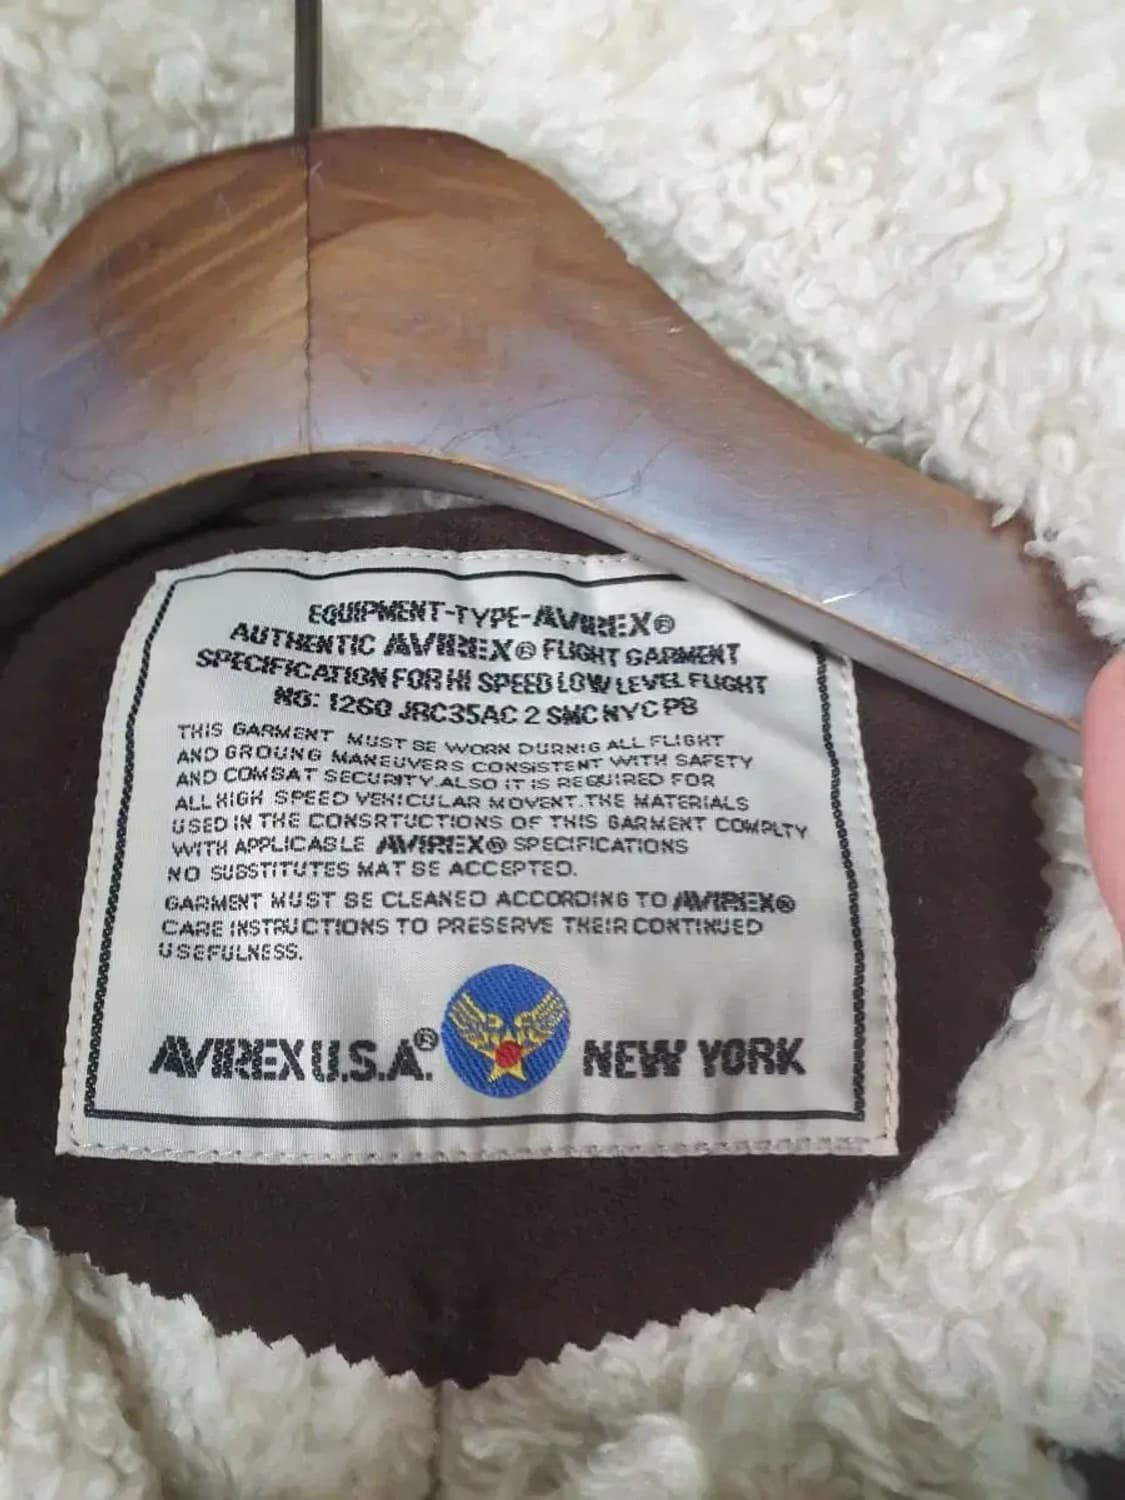 EQUIPMENT-TYPE-AVIREX®
AUTHENTIC AVIREX® FLIGHT GARMENT
SPECIFICATION FOR HI SPEED LOW LEVEL FLIGHT
NO: 1260 JRC35AC 2 SMC NYC PB
THIS GARMENT MUST BE WORN DURNIG ALL FLIGHT
AND GROUNG MANEUVERS CONSISTENT WITH SAFETY
AND COMBAT SECURITY.ALSO IT IS REQUIRED FOR
ALL HIGH SPEED VEHICULAR MOVENT.THE MATERIALS
USED IN THE CONSRTUCTIONS OF THIS GARMENT COMPLTY
WITH APPLICABLE AVIREX® SPECIFICATIONS
NO SUBSTITUTES MAT BE ACCEPTED.
GARMENT MUST BE CLEANED ACCORDING TO AVIREX®
CARE INSTRUCTIONS TO PRESERVE THEIR CONTINUED
USEFULNESS.
AVIREX U.S.A.® NEW YORK